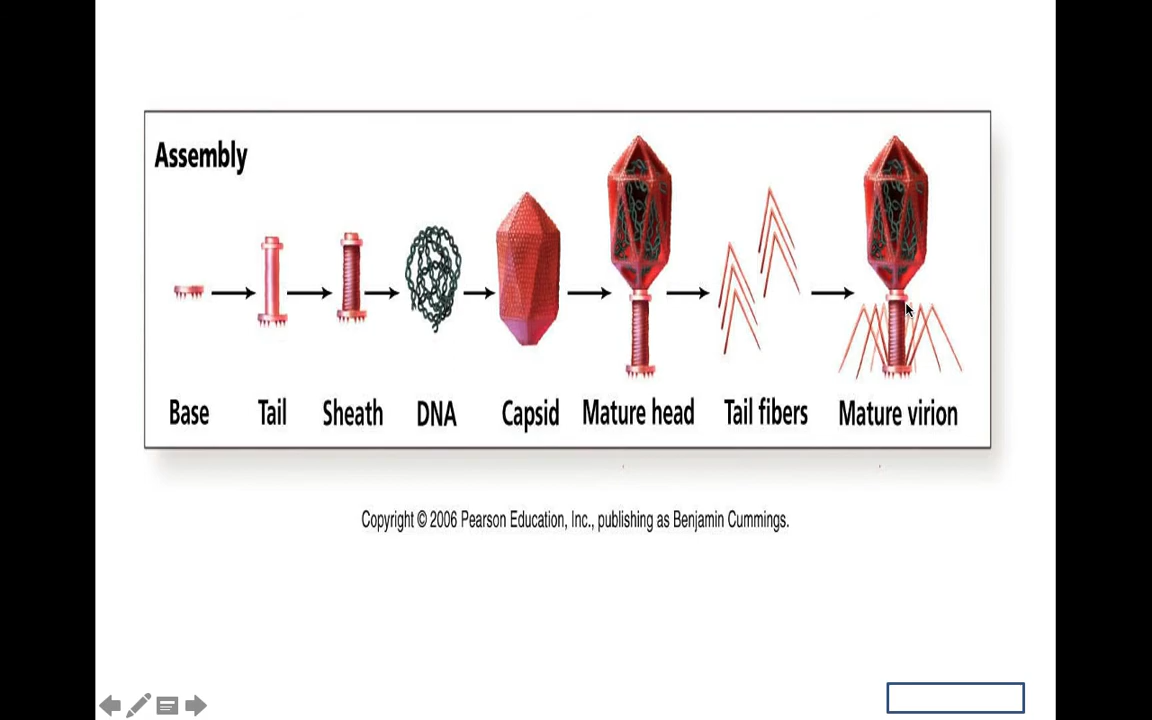 Assembly
Base Tail Sheath DNA Capsid Mature head Tail fibers Mature virion
Copyright © 2006 Pearson Education, Inc., publishing as Benjamin Cummings.